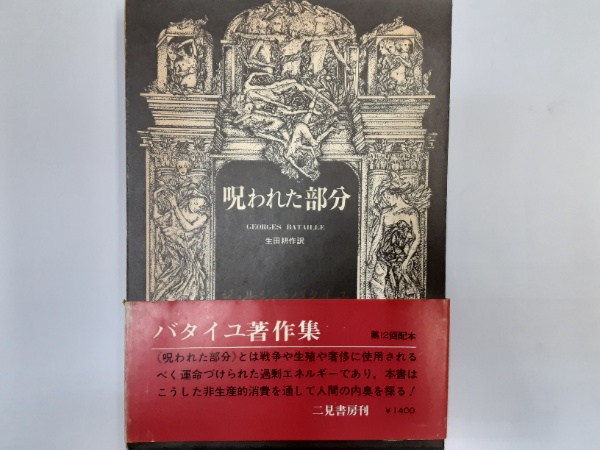 呪われた部分
GEORGES BATAILLE
生田耕作訳
バタイユ著作集
第12回配本
《呪われた部分》とは戦争や生殖や奢侈に使用される
べく運命づけられた過剰エネルギーであり，本書は
こうした非生産的消費を通して人間の内奥を探る！
二見書房刊
￥1400